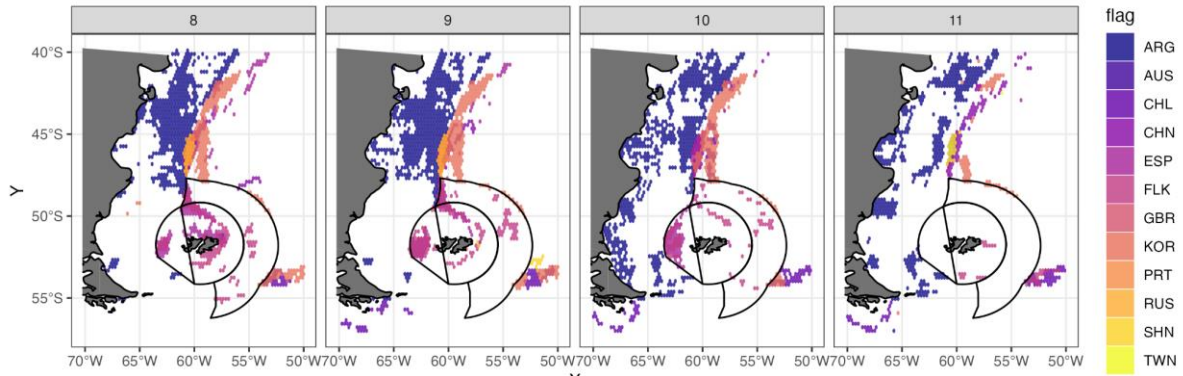 8 9 10 11
flag
40°S
45°S
50°S
55°S
Y
ARG
AUS
CHL
CHN
ESP
FLK
GBR
KOR
PRT
RUS
SHN
TWN
70°W 65°W 60°W 55°W 50°W 70°W 65°W 60°W 55°W 50°W 70°W 65°W 60°W 55°W 50°W 70°W 65°W 60°W 55°W 50°W